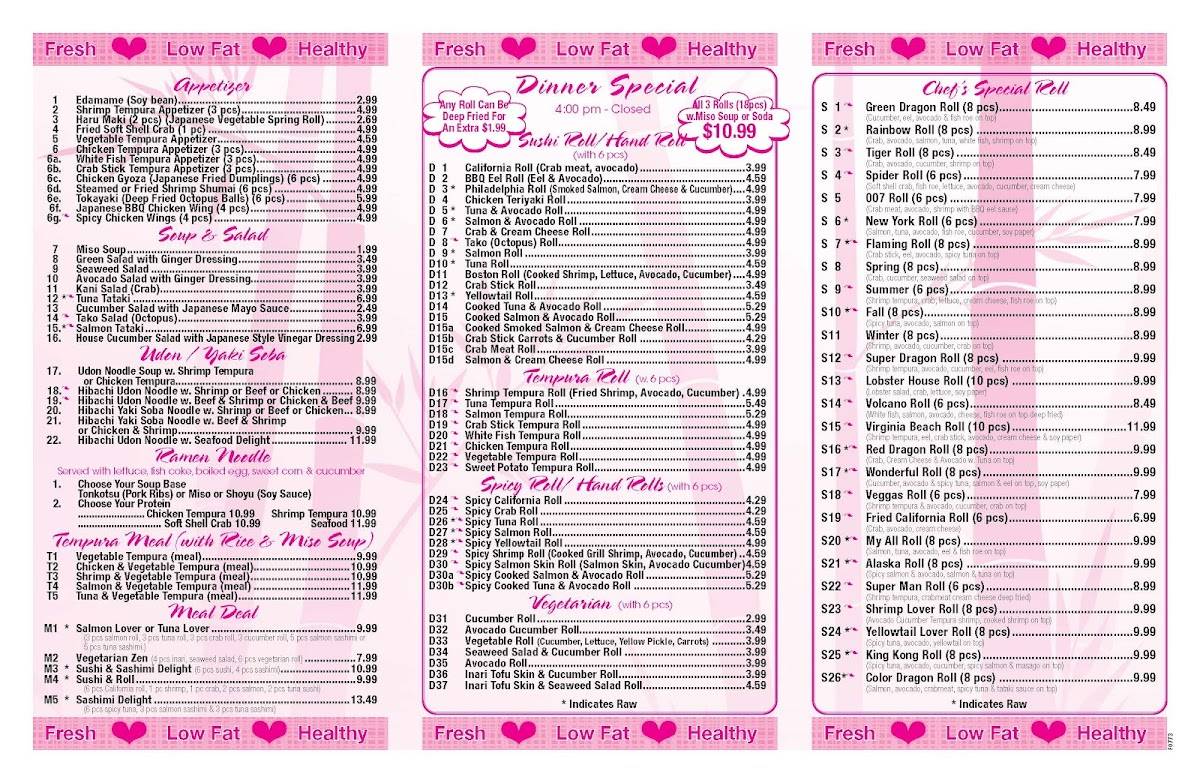 Fresh Low Fat Healthy
Appetizer
1 Edamame (Soy bean) 2.99
2 Shrimp Tempura Appetizer (3 pcs) 4.99
3 Haru Maki (2 pcs) (Japanese Vegetable Spring Roll) 2.69
4 Fried Soft Shell Crab (1 pc) 4.99
5 Vegetable Tempura Appetizer 4.59
6 Chicken Tempura Appetizer (3 pcs) 4.99
6a. White Fish Tempura Appetizer (3 pcs) 4.99
6b. Crab Stick Tempura Appetizer (3 pcs) 4.99
6c. Chicken Gyoza (Japanese Fried Dumplings) (6 pcs) 4.99
6d. Steamed or Fried Shrimp Shumai (6 pcs) 4.99
6e. Tokayaki (Deep Fried Octopus Balls) (6 pcs) 5.99
6f. Japanese BBQ Chicken Wing (4 pcs) 4.99
6g. Spicy Chicken Wings (4 pcs) 4.99
Soup & Salad
7 Miso Soup 1.99
8 Green Salad with Ginger Dressing 3.49
9 Seaweed Salad 3.99
10 Avocado Salad with Ginger Dressing 3.99
11 Kani Salad (Crab) 3.99
12 * Tuna Tataki 6.99
13 Cucumber Salad with Japanese Mayo Sauce 2.49
14 Tako Salad (Octopus) 3.99
15. * Salmon Tataki 6.99
16. House Cucumber Salad with Japanese Style Vinegar Dressing 2.99
Udon / Yaki Soba
17. Udon Noodle Soup w. Shrimp Tempura
or Chicken Tempura 8.99
18. Hibachi Udon Noodle w. Shrimp or Beef or Chicken 8.99
19. Hibachi Udon Noodle w. Beef & Shrimp or Chicken & Beef 9.99
20. Hibachi Yaki Soba Noodle w. Shrimp or Beef or Chicken 8.99
21. Hibachi Yaki Soba Noodle w. Beef & Shrimp
or Chicken & Shrimp 9.99
22. Hibachi Udon Noodle w. Seafood Delight 11.99
Ramen Noodle
Served with lettuce, fish coke, boiled egg, sweet corn & cucumber
1. Choose Your Soup Base
Tonkotsu (Pork Ribs) or Miso or Shoyu (Soy Sauce)
2. Choose Your Protein
Chicken Tempura 10.99 Shrimp Tempura 10.99
Soft Shell Crab 10.99 Seafood 11.99
Tempura Meal (with Rice & Miso Soup)
T1 Vegetable Tempura (meal) 9.99
T2 Chicken & Vegetable Tempura (meal) 10.99
T3 Shrimp & Vegetable Tempura (meal) 10.99
T4 Salmon & Vegetable Tempura (meal) 11.99
T5 Tuna & Vegetable Tempura (meal) 11.99
Meal Deal
M1 * Salmon Lover or Tuna Lover 9.99
(3 pcs salmon roll, 3 pcs tuna roll, 3 pcs crab roll, 3 cucumber roll, 5 pcs salmon sashimi or
5 pcs tuna sashimi)
M2 Vegetarian Zen (4 pcs inari, seaweed salad, 6 pcs vegetarian roll) 7.99
M3 * Sushi & Sashimi Delight (6 pcs sushi, 4 pcs sashimi) 10.99
M4 * Sushi & Roll 9.99
(6 pcs California roll, 1 pc shrimp, 1 pc crab, 2 pcs salmon, 2 pcs tuna sushi)
M5 * Sashimi Delight 13.49
(6 pcs spicy tuna, 3 pcs salmon sashimi & 3 pcs tuna sashimi)
Fresh Low Fat Healthy
Fresh Low Fat Healthy
Dinner Special
4:00 pm - Closed
Any Roll Can Be
Deep Fried For
An Extra $1.99
All 3 Rolls (18pcs)
w.Miso Soup or Soda
$10.99
Sushi Roll/Hand Roll
(with 6 pcs)
D 1 California Roll (Crab meat, avocado) 3.99
D 2 BBQ Eel Roll (Eel & Avocado) 4.59
D 3 * Philadelphia Roll (Smoked Salmon, Cream Cheese & Cucumber) 4.99
D 4 Chicken Teriyaki Roll 3.99
D 5 * Tuna & Avocado Roll 4.99
D 6 * Salmon & Avocado Roll 4.99
D 7 Crab & Cream Cheese Roll 4.99
D 8 Tako (Octopus) Roll 4.99
D 9 * Salmon Roll 3.99
D10 * Tuna Roll 4.59
D11 Boston Roll (Cooked Shrimp, Lettuce, Avocado, Cucumber) 4.99
D12 Crab Stick Roll 3.49
D13 * Yellowtail Roll 4.59
D14 Cooked Tuna & Avocado Roll 5.29
D15 Cooked Salmon & Avocado Roll 5.29
D15a Cooked Smoked Salmon & Cream Cheese Roll 4.99
D15b Crab Stick Carrots & Cucumber Roll 4.29
D15c Crab Meat Roll 3.99
D15d Salmon & Cream Cheese Roll 4.99
Tempura Roll (w. 6 pcs)
D16 Shrimp Tempura Roll (Fried Shrimp, Avocado, Cucumber) 4.99
D17 Tuna Tempura Roll 5.49
D18 Salmon Tempura Roll 5.29
D19 Crab Stick Tempura Roll 4.99
D20 White Fish Tempura Roll 4.99
D21 Chicken Tempura Roll 4.99
D22 Vegetable Tempura Roll 4.99
D23 Sweet Potato Tempura Roll 4.99
Spicy Roll/ Hand Rolls (with 6 pcs)
D24 Spicy California Roll 4.29
D25 Spicy Crab Roll 4.29
D26 * Spicy Tuna Roll 4.59
D27 * Spicy Salmon Roll 4.59
D28 * Spicy Yellowtail Roll 4.99
D29 Spicy Shrimp Roll (Cooked Grill Shrimp, Avocado, Cucumber) 4.59
D30 Spicy Salmon Skin Roll (Salmon Skin, Avocado Cucumber) 4.59
D30a Spicy Cooked Salmon & Avocado Roll 5.29
D30b Spicy Cooked Tuna & Avocado Roll 5.29
Vegetarian (with 6 pcs)
D31 Cucumber Roll 2.99
D32 Avocado Cucumber Roll 3.49
D333 Vegetable Roll (Cucumber, Lettuce, Yellow Pickle, Carrots) 3.99
D34 Seaweed Salad & Cucumber Roll 3.99
D35 Avocado Roll 3.99
D36 Inari Tofu Skin & Cucumber Roll 3.99
D37 Inari Tofu Skin & Seaweed Salad Roll 4.59
* Indicates Raw
Fresh Low Fat Healthy
Fresh Low Fat Healthy
Chef's Special Roll
S 1 Green Dragon Roll (8 pcs) 8.49
(Cucumber, eel, avocado & fish roe on top)
S 2 * Rainbow Roll (8 pcs) 8.99
(Crab, avocado, salmon, tuna, white fish, shrimp on top)
S 3 Tiger Roll (8 pcs) 8.49
(Crab, avocado, cucumber, shrimp on top)
S 4 Spider Roll (6 pcs) 7.99
(Soft shell crab, fish roe, lettuce, avocado, cucumber, cream cheese)
S 5 007 Roll (6 pcs) 7.99
(Crab meat, avocado, shrimp with BBQ eel sauce)
S 6 * New York Roll (6 pcs) 7.99
(Salmon, tuna, avocado, fish roe, cucumber, soy paper)
S 7 * Flaming Roll (8 pcs) 8.99
(Crab stick, eel, avocado, spicy tuna on top)
S 8 Spring (8 pcs) 8.99
(Crab, cucumber, seaweed salad on top)
S 9 Summer (6 pcs) 8.99
(Shrimp tempura, crab, lettuce, cream cheese, fish roe on top)
S10 * Fall (8 pcs) 8.99
(Spicy tuna, avocado, salmon on top)
S11 Winter (8 pcs) 8.99
(Shrimp, avocado, cucumber, crab on top)
S12 Super Dragon Roll (8 pcs) 9.99
(Shrimp tempura, avocado, cucumber, eel, fish roe on top)
S13 Lobster House Roll (10 pcs) 9.99
(Lobster salad, crab, lettuce, soy paper)
S14 Volcano Roll (6 pcs) 8.49
(White fish, salmon, avocado, cheese, fish roe on top deep fried)
S15 Virginia Beach Roll (10 pcs) 11.99
(Shrimp tempura, eel, crab stick, avocado, cream cheese & soy paper)
S16 * Red Dragon Roll (8 pcs) 9.99
(Crab, Cream Cheese & Avocado w. Tuna on top)
S17 * Wonderful Roll (8 pcs) 8.99
(Cucumber, avocado & spicy tuna, salmon & eel on top, soy paper)
S18 Veggas Roll (6 pcs) 7.99
(Shrimp tempura & avocado, cucumber, crab on top)
S19 Fried California Roll (6 pcs) 6.99
(Crab, avocado, cream cheese)
S20 * My All Roll (8 pcs) 9.99
(Salmon, tuna, avocado, eel & fish roe on top)
S21 * Alaska Roll (8 pcs) 9.99
(Spicy salmon & avocado, salmon & tuna on top)
S22 Super Man Roll (6 pcs) 8.99
(Shrimp tempura, crabmeat cream cheese deep fried)
S23 Shrimp Lover Roll (8 pcs) 9.99
(Avocado Cucumber Tempura shrimp, cooked shrimp on top)
S24 * Yellowtail Lover Roll (8 pcs) 9.99
(Spicy tuna, avocado, yellowtail on top)
S25 * King Kong Roll (8 pcs) 9.99
(Spicy tuna, avocado, cucumber, spicy salmon & masago on top)
S26 * Color Dragon Roll (8 pcs) 9.99
(Salmon, avocado, crabmeat, spicy tuna & tataki sauce on top)
* Indicates Raw
Fresh Low Fat Healthy